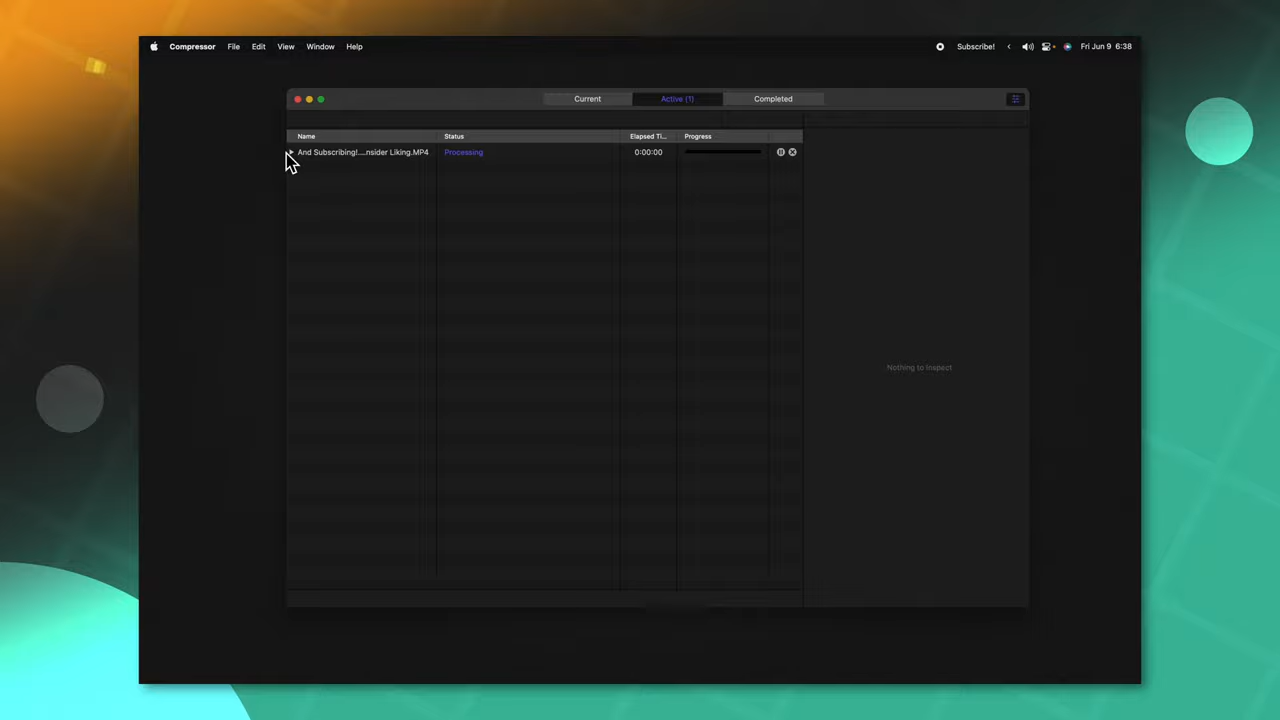 Compressor File Edit View Window Help Subscribe! Fri Jun 9 6:38
Current Active (1) Completed
Name Status Elapsed Ti... Progress
And Subscribing!....nsider Liking.MP4 Processing 0:00:00
Nothing to Inspect